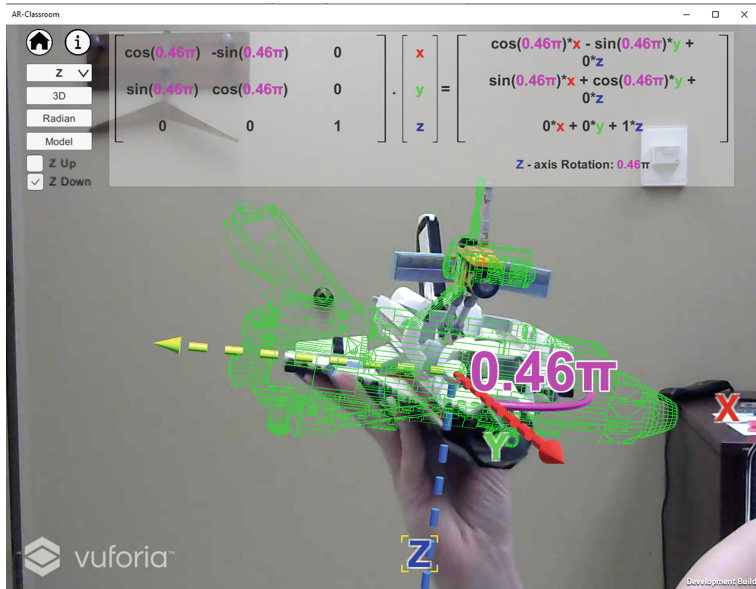 AR-Classroom
i
Z
3D
Radian
Model
Z Up
Z Down
cos(0.46π) -sin(0.46π) 0
sin(0.46π) cos(0.46π) 0
0 0 1
.
x
y
z
=
cos(0.46π)*x - sin(0.46π)*y +
0*z
sin(0.46π)*x + cos(0.46π)*y +
0*z
0*x + 0*y + 1*z
Z - axis Rotation: 0.46π
0.46π
X
Y
Z
vuforia™
Development Build